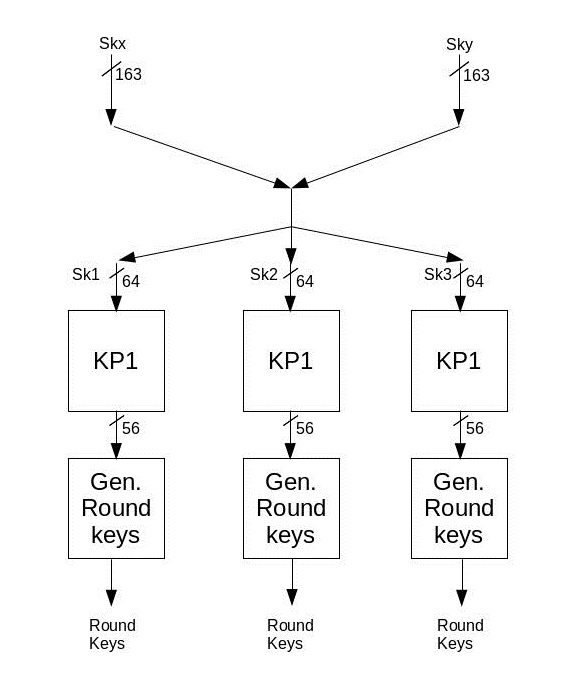 Skx
Sky
163
163
Sk1
64
Sk2
64
Sk3
64
KP1
KP1
KP1
56
56
56
Gen.
Round
keys
Gen.
Round
keys
Gen.
Round
keys
Round
Keys
Round
Keys
Round
Keys